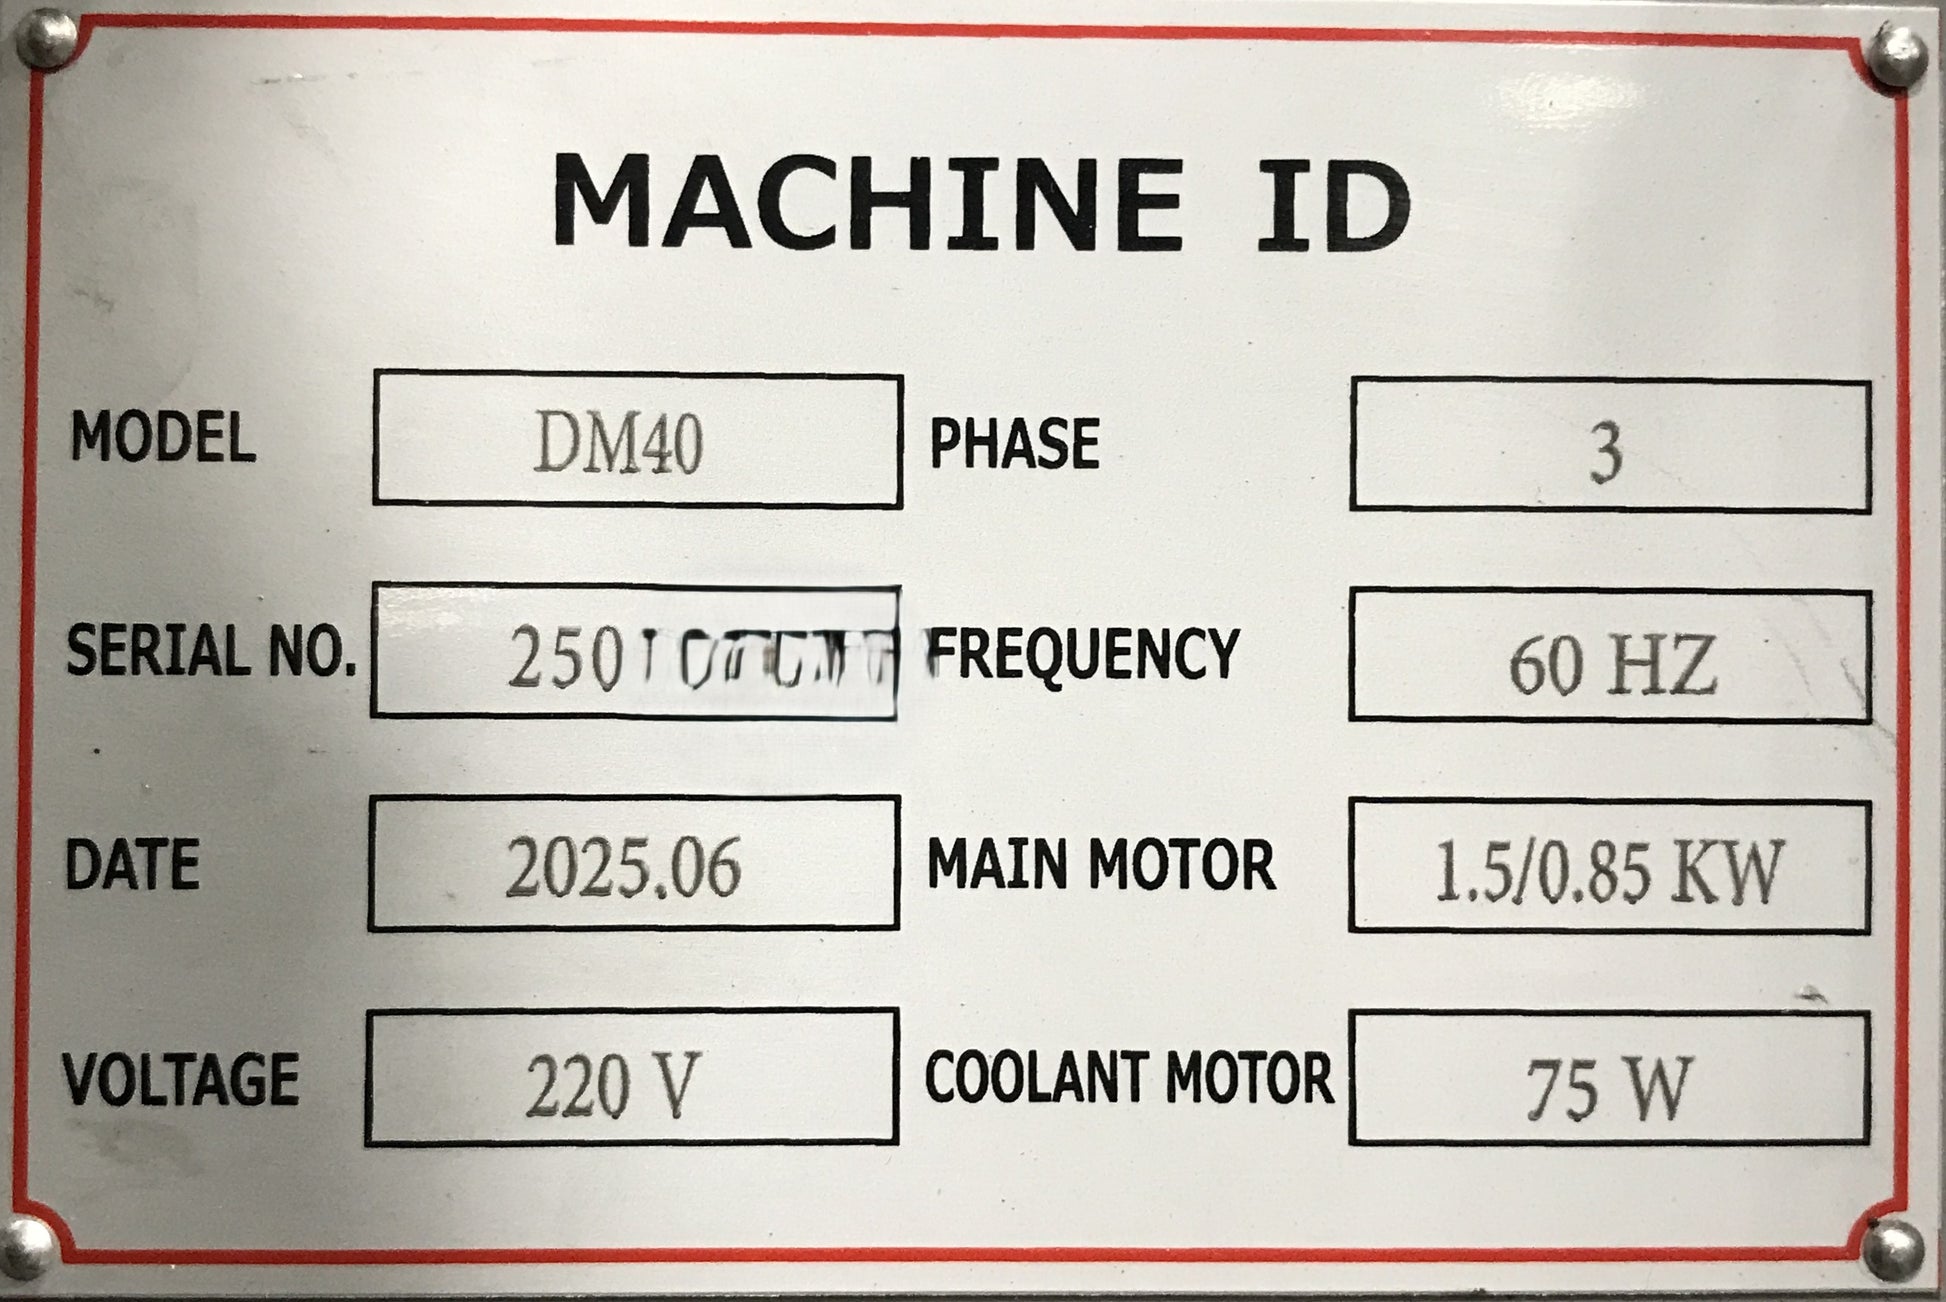 MACHINE ID
MODEL DM40 PHASE 3
SERIAL NO. FREQUENCY 60 HZ
DATE 2025.06 MAIN MOTOR 1.5/0.85 KW
VOLTAGE 220 V COOLANT MOTOR 75 W